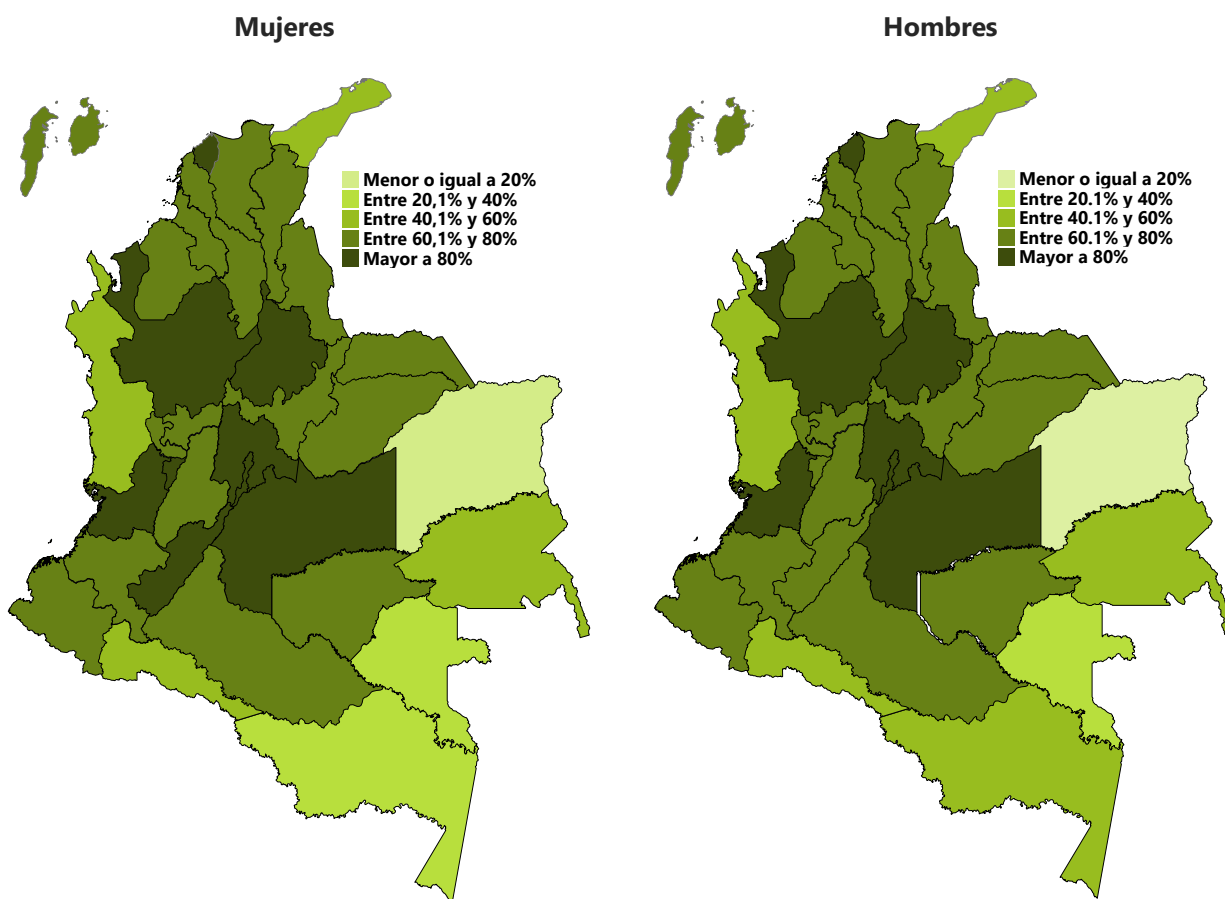 Mujeres
Menor o igual a 20%
Entre 20,1% y 40%
Entre 40,1% y 60%
Entre 60,1% y 80%
Mayor a 80%
Hombres
Menor o igual a 20%
Entre 20.1% y 40%
Entre 40.1% y 60%
Entre 60.1% y 80%
Mayor a 80%